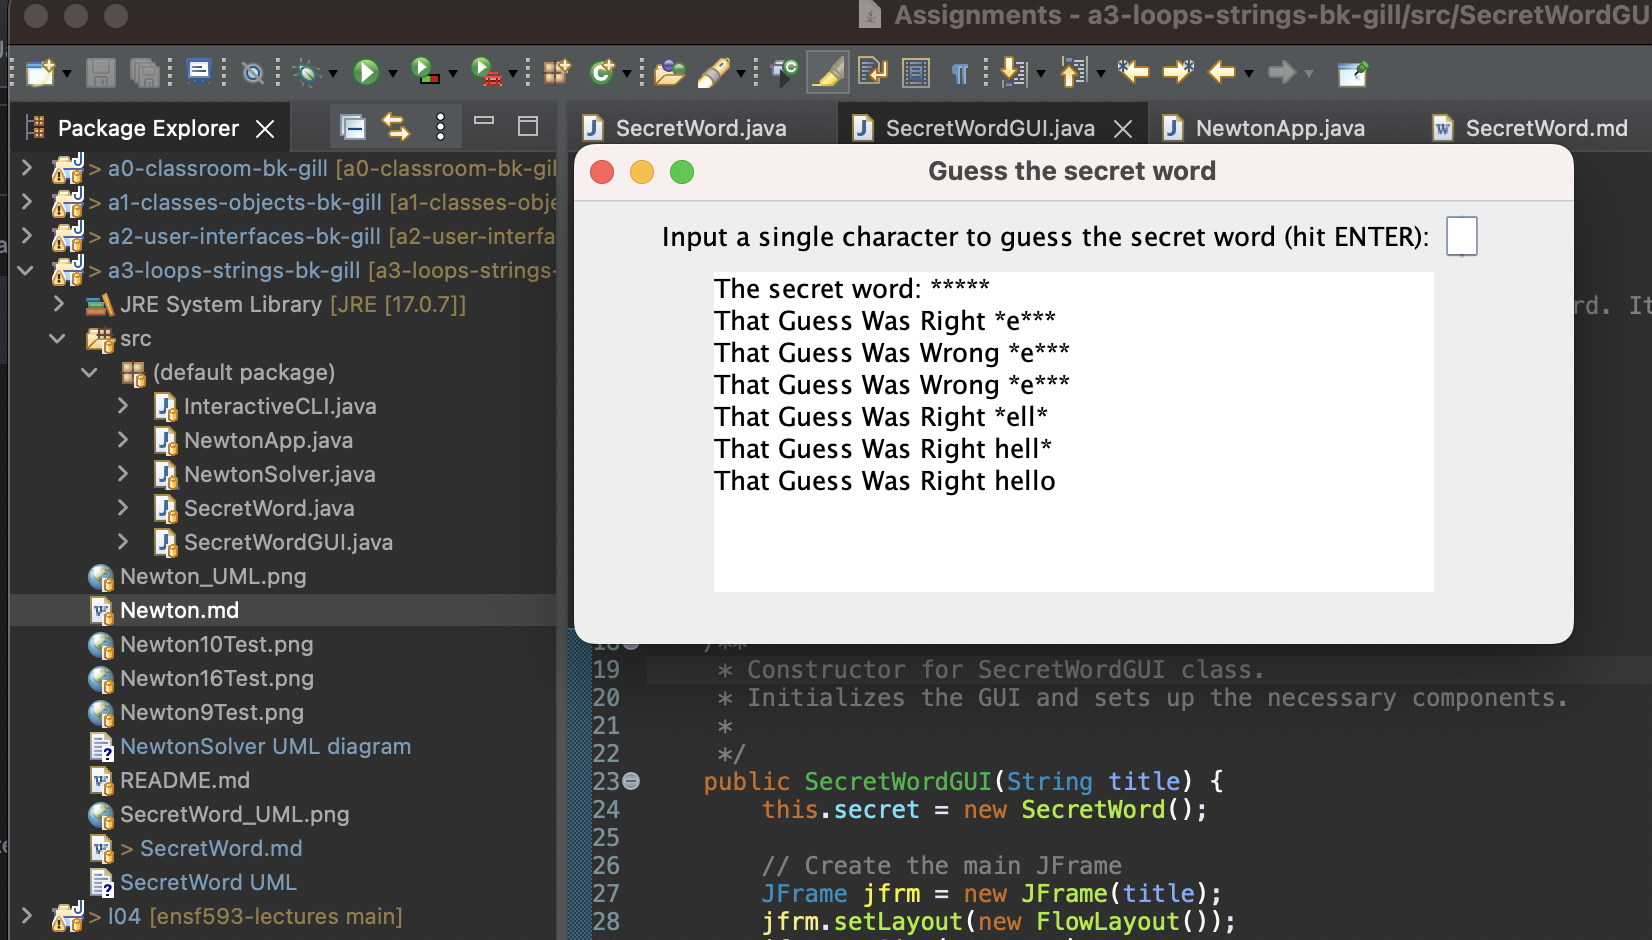 Assignments - a3-loops-strings-bk-gill/src/SecretWordGU
Package Explorer
SecretWord.java
SecretWordGUI.java
NewtonApp.java
SecretWord.md
> a0-classroom-bk-gill [a0-classroom-bk-gil
> a1-classes-objects-bk-gill [a1-classes-obje
> a2-user-interfaces-bk-gill [a2-user-interfa
> a3-loops-strings-bk-gill [a3-loops-strings-
JRE System Library [JRE [17.0.7]]
src
(default package)
InteractiveCLI.java
NewtonApp.java
NewtonSolver.java
SecretWord.java
SecretWordGUI.java
Newton_UML.png
Newton.md
Newton10Test.png
Newton16Test.png
Newton9Test.png
NewtonSolver UML diagram
README.md
SecretWord_UML.png
> SecretWord.md
SecretWord UML
> l04 [ensf593-lectures main]
Guess the secret word
Input a single character to guess the secret word (hit ENTER):
The secret word: *****
That Guess Was Right *e***
That Guess Was Wrong *e***
That Guess Was Wrong *e***
That Guess Was Right *ell*
That Guess Was Right hell*
That Guess Was Right hello
rd. It
18 /**
19 * Constructor for SecretWordGUI class.
20 * Initializes the GUI and sets up the necessary components.
21 *
22 */
23 public SecretWordGUI(String title) {
24 this.secret = new SecretWord();
25
26 // Create the main JFrame
27 JFrame jfrm = new JFrame(title);
28 jfrm.setLayout(new FlowLayout());